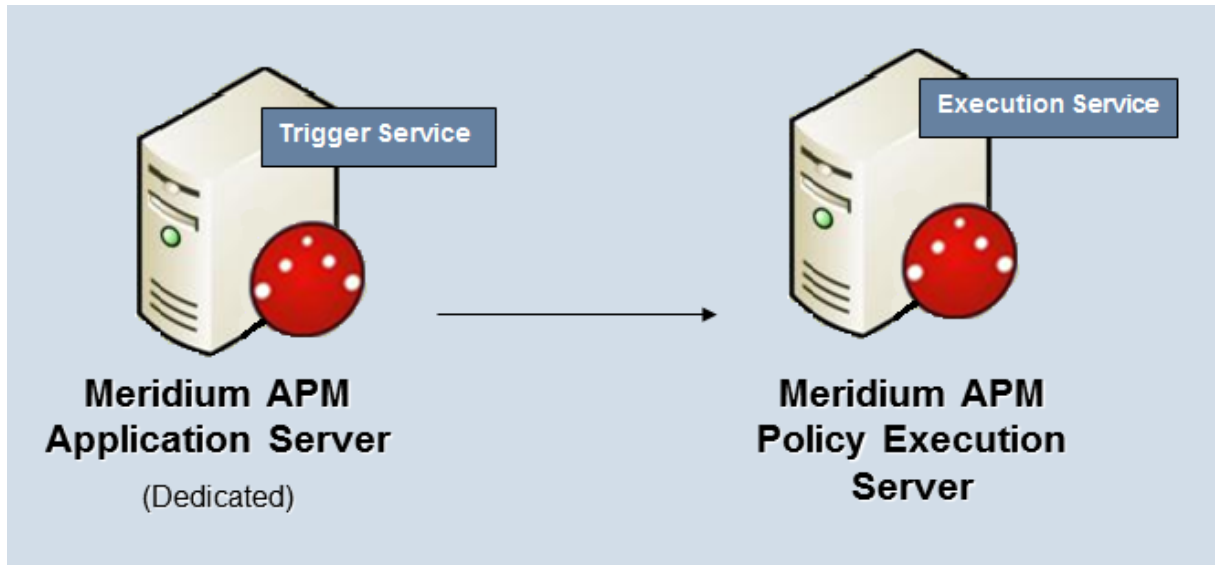 Trigger Service
Meridium APM
Application Server
(Dedicated)
Execution Service
Meridium APM
Policy Execution
Server